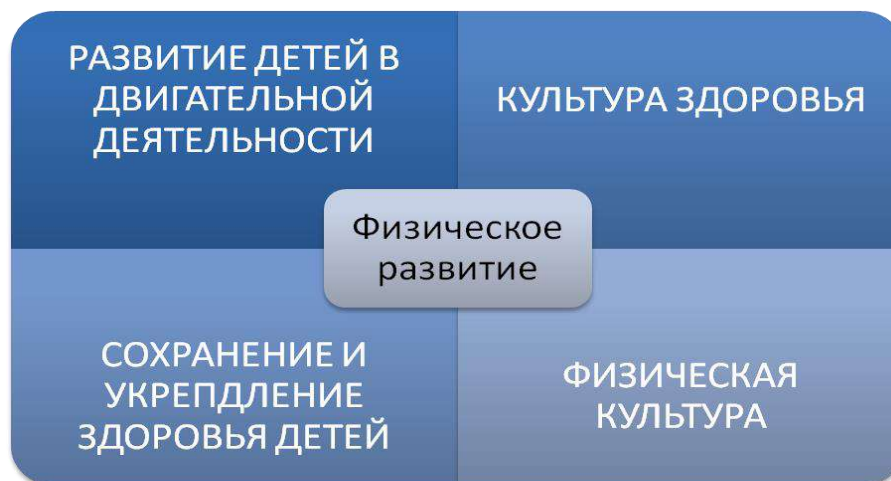 РАЗВИТИЕ ДЕТЕЙ В
ДВИГАТЕЛЬНОЙ
ДЕЯТЕЛЬНОСТИ
КУЛЬТУРА ЗДОРОВЬЯ
Физическое
развитие
СОХРАНЕНИЕ И
УКРЕПДЛЕНИЕ
ЗДОРОВЬЯ ДЕТЕЙ
ФИЗИЧЕСКАЯ
КУЛЬТУРА